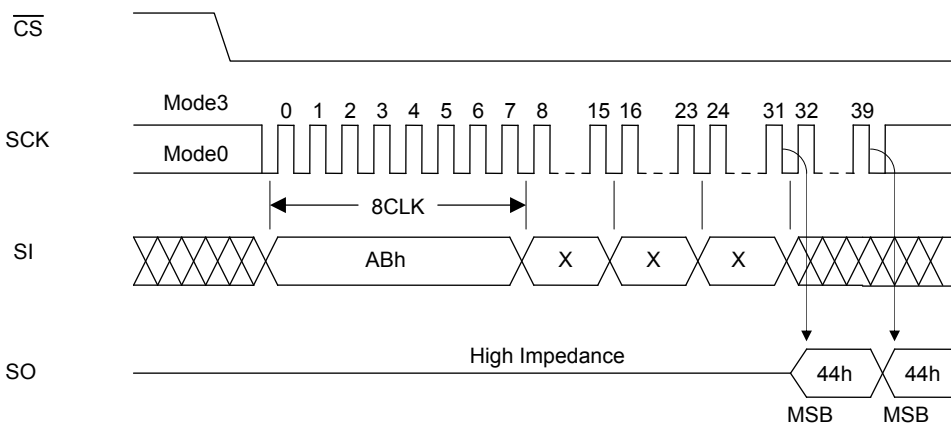 CS
Mode3
0 1 2 3 4 5 6 7 8 15 16 23 24 31 32 39
SCK
Mode0
8CLK
SI
ABh X X X
High Impedance
SO
44h 44h
MSB MSB